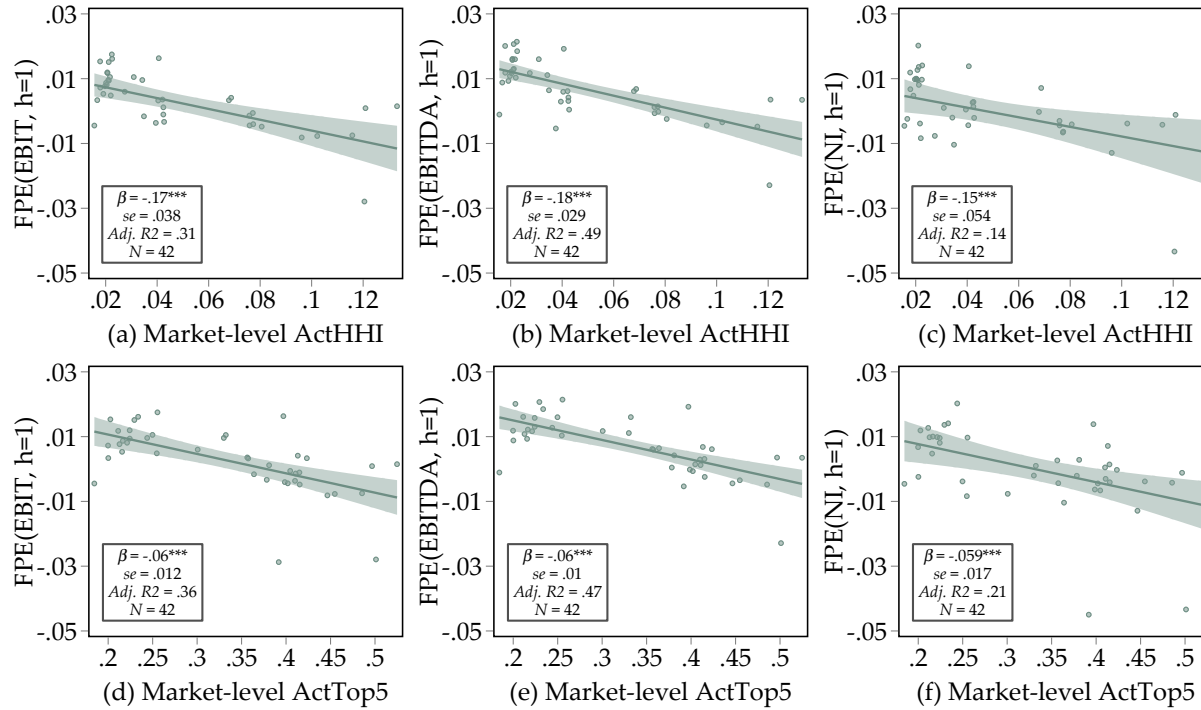 .03
.01
-.01
-.03
-.05
FPE(EBIT, h=1)
β = -.17***
se = .038
Adj. R2 = .31
N = 42
.02 .04 .06 .08 .1 .12
(a) Market-level ActHHI
.03
.01
-.01
-.03
-.05
FPE(EBITDA, h=1)
β = -.18***
se = .029
Adj. R2 = .49
N = 42
.02 .04 .06 .08 .1 .12
(b) Market-level ActHHI
.03
.01
-.01
-.03
-.05
FPE(NI, h=1)
β = -.15***
se = .054
Adj. R2 = .14
N = 42
.02 .04 .06 .08 .1 .12
(c) Market-level ActHHI
.03
.01
-.01
-.03
-.05
FPE(EBIT, h=1)
β = -.06***
se = .012
Adj. R2 = .36
N = 42
.2 .25 .3 .35 .4 .45 .5
(d) Market-level ActTop5
.03
.01
-.01
-.03
-.05
FPE(EBITDA, h=1)
β = -.06***
se = .01
Adj. R2 = .47
N = 42
.2 .25 .3 .35 .4 .45 .5
(e) Market-level ActTop5
.03
.01
-.01
-.03
-.05
FPE(NI, h=1)
β = -.059***
se = .017
Adj. R2 = .21
N = 42
.2 .25 .3 .35 .4 .45 .5
(f) Market-level ActTop5